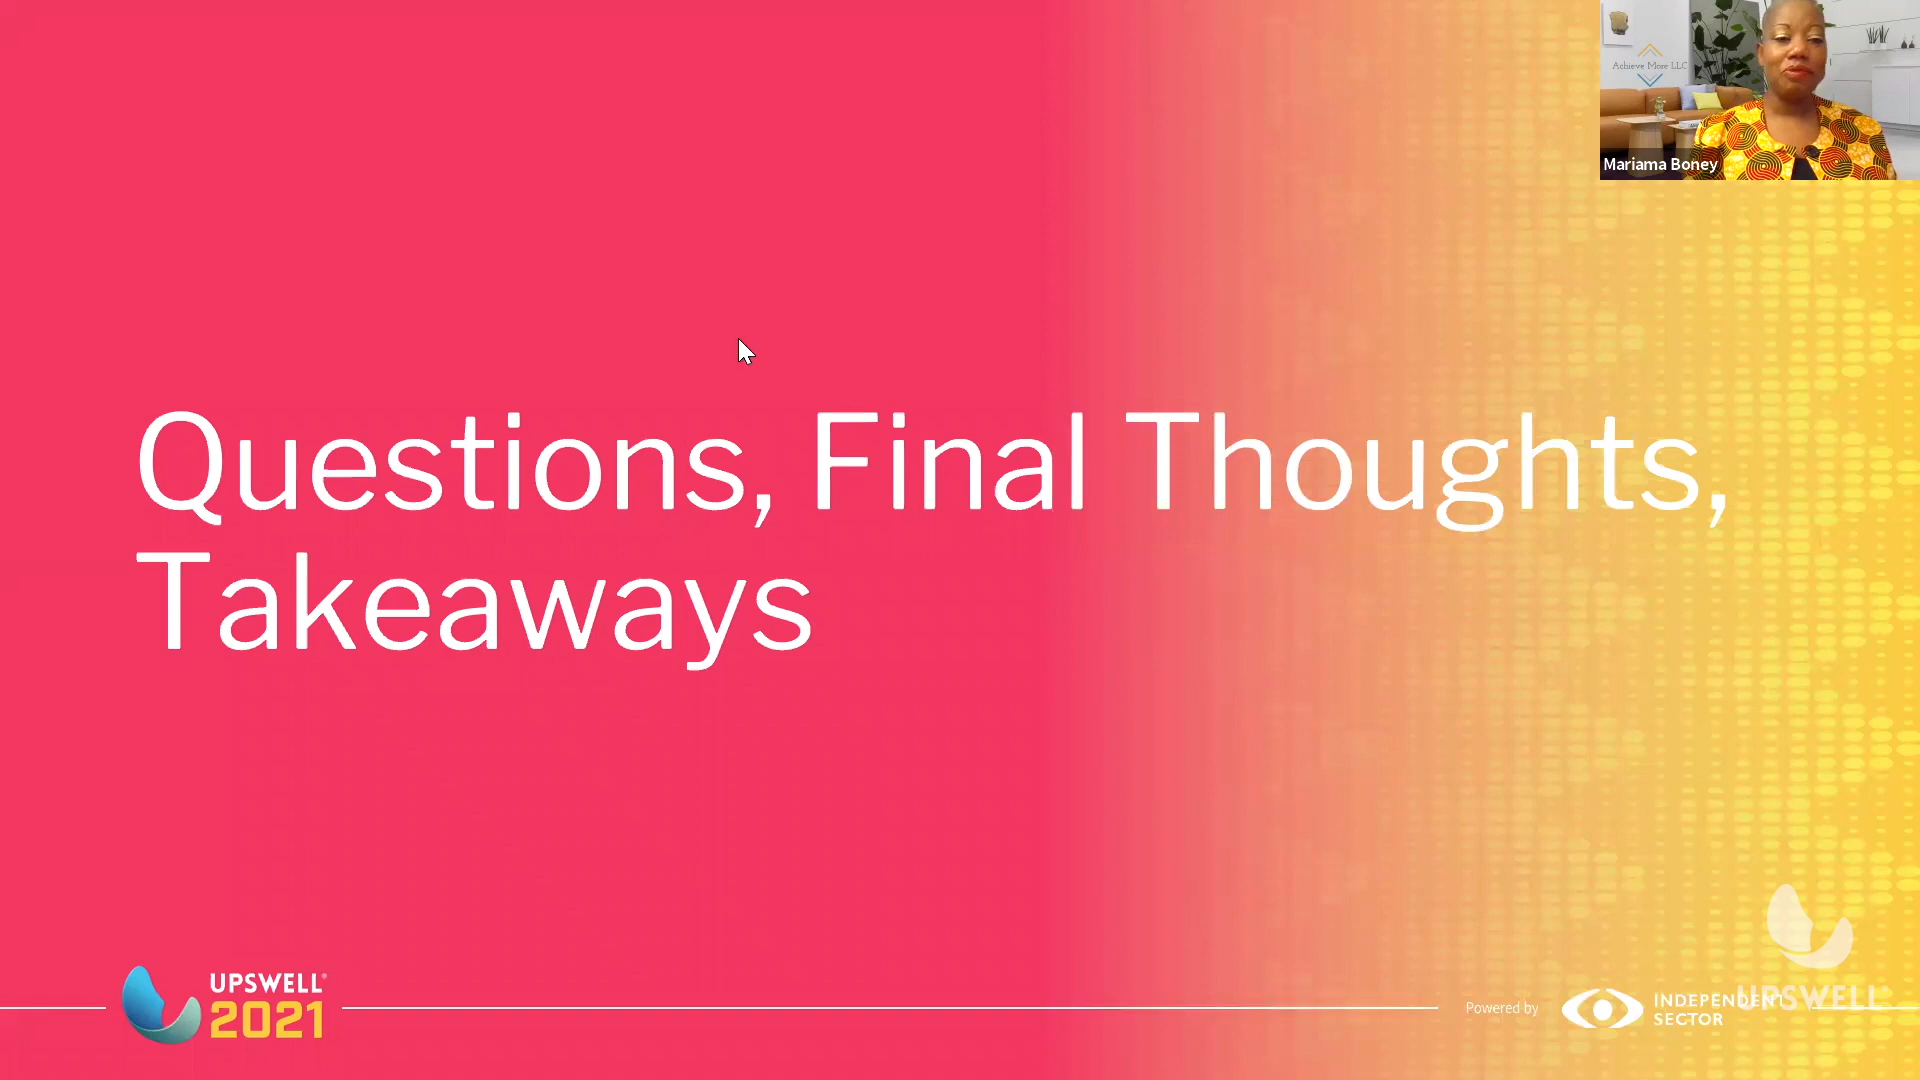 Achieve More LLC
Mariama Boney
Questions, Final Thoughts,
Takeaways
UPSWELL®
2021
Powered by
INDEPENDENT
SECTOR
UPSWELL®